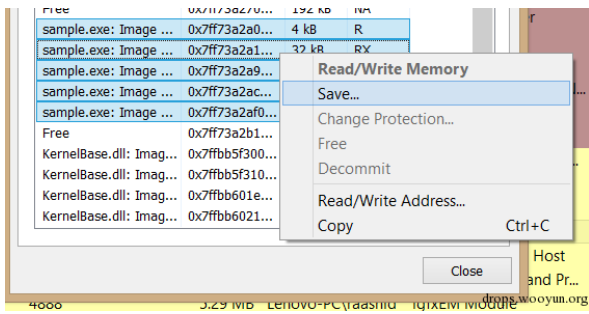 Free 0x7ff73a270... 192 kB NA
sample.exe: Image ... 0x7ff73a2a0... 4 kB R
sample.exe: Image ... 0x7ff73a2a1... 32 kB RX
sample.exe: Image ... 0x7ff73a2a9...
sample.exe: Image ... 0x7ff73a2ac...
sample.exe: Image ... 0x7ff73a2af0...
Free 0x7ff73a2b1...
KernelBase.dll: Imag... 0x7ffbb5f300...
KernelBase.dll: Imag... 0x7ffbb5f310...
KernelBase.dll: Imag... 0x7ffbb601e...
KernelBase.dll: Imag... 0x7ffbb6021...
Read/Write Memory
Save...
Change Protection...
Free
Decommit
Read/Write Address...
Copy Ctrl+C
Close
Host
and Pr...
4888 5.29 MB Lenovo-PC\raashid igfxEM Module
drops.wooyun.org